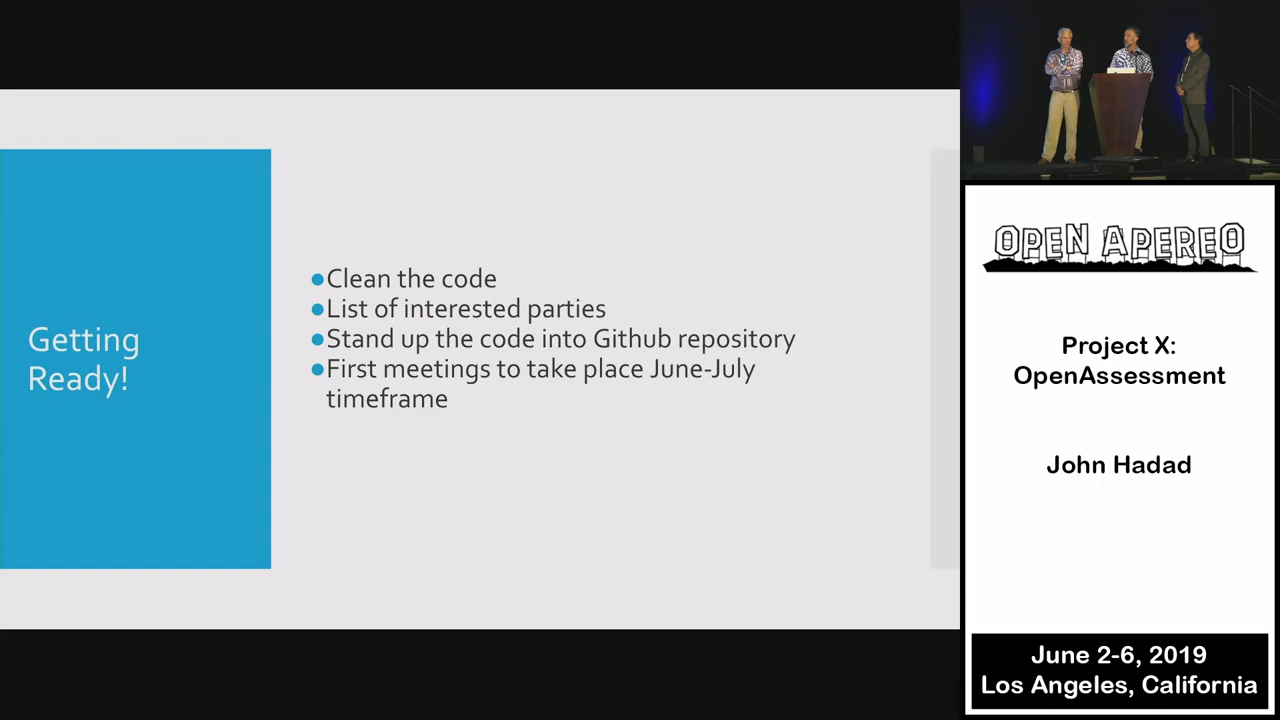 Getting
Ready!
●Clean the code
●List of interested parties
●Stand up the code into Github repository
●First meetings to take place June-July
timeframe
OPEN APEREO
Project X:
OpenAssessment
John Hadad
June 2-6, 2019
Los Angeles, California